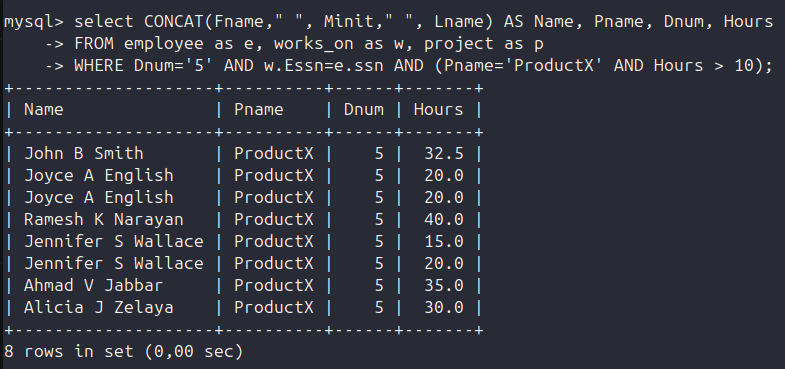 mysql> select CONCAT(Fname," ", Minit," ", Lname) AS Name, Pname, Dnum, Hours
    -> FROM employee as e, works_on as w, project as p
    -> WHERE Dnum='5' AND w.Essn=e.ssn AND (Pname='ProductX' AND Hours > 10);
+--------------------+----------+------+-------+
| Name               | Pname    | Dnum | Hours |
+--------------------+----------+------+-------+
| John B Smith       | ProductX |    5 |  32.5 |
| Joyce A English    | ProductX |    5 |  20.0 |
| Joyce A English    | ProductX |    5 |  20.0 |
| Ramesh K Narayan   | ProductX |    5 |  40.0 |
| Jennifer S Wallace | ProductX |    5 |  15.0 |
| Jennifer S Wallace | ProductX |    5 |  20.0 |
| Ahmad V Jabbar     | ProductX |    5 |  35.0 |
| Alicia J Zelaya    | ProductX |    5 |  30.0 |
+--------------------+----------+------+-------+
8 rows in set (0,00 sec)